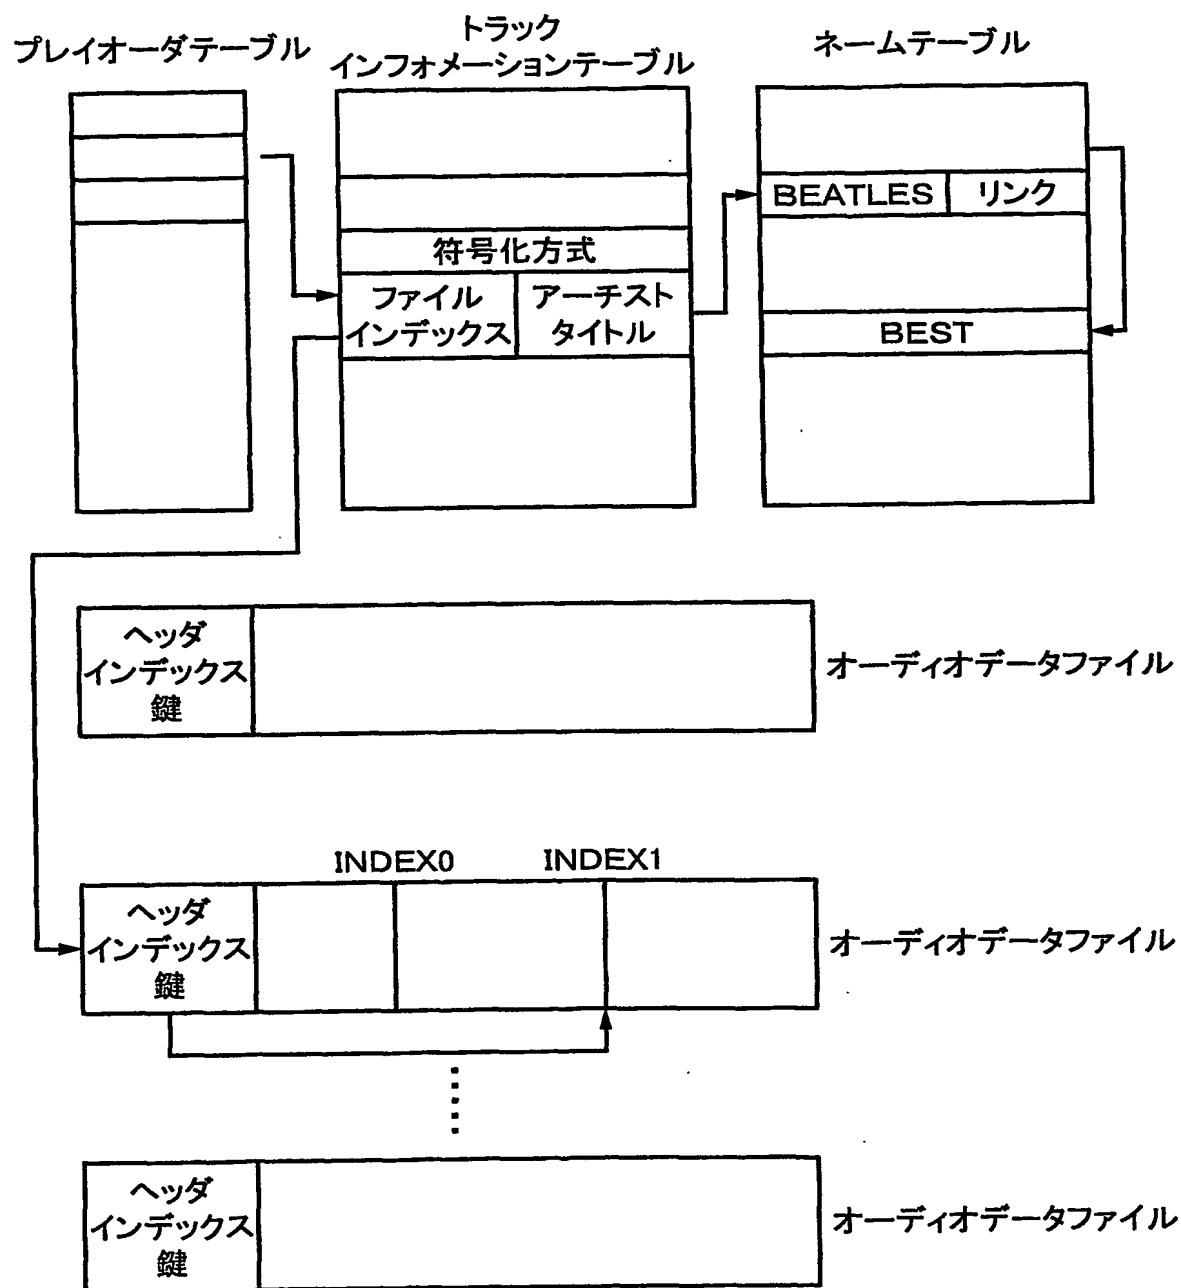 プレイオーダテーブル
トラック
インフォメーションテーブル
ネームテーブル
BEATLES
リンク
符号化方式
ファイル
インデックス
アーチスト
タイトル
BEST
ヘッダ
インデックス
鍵
オーディオデータファイル
INDEX0
INDEX1
ヘッダ
インデックス
鍵
オーディオデータファイル
ヘッダ
インデックス
鍵
オーディオデータファイル